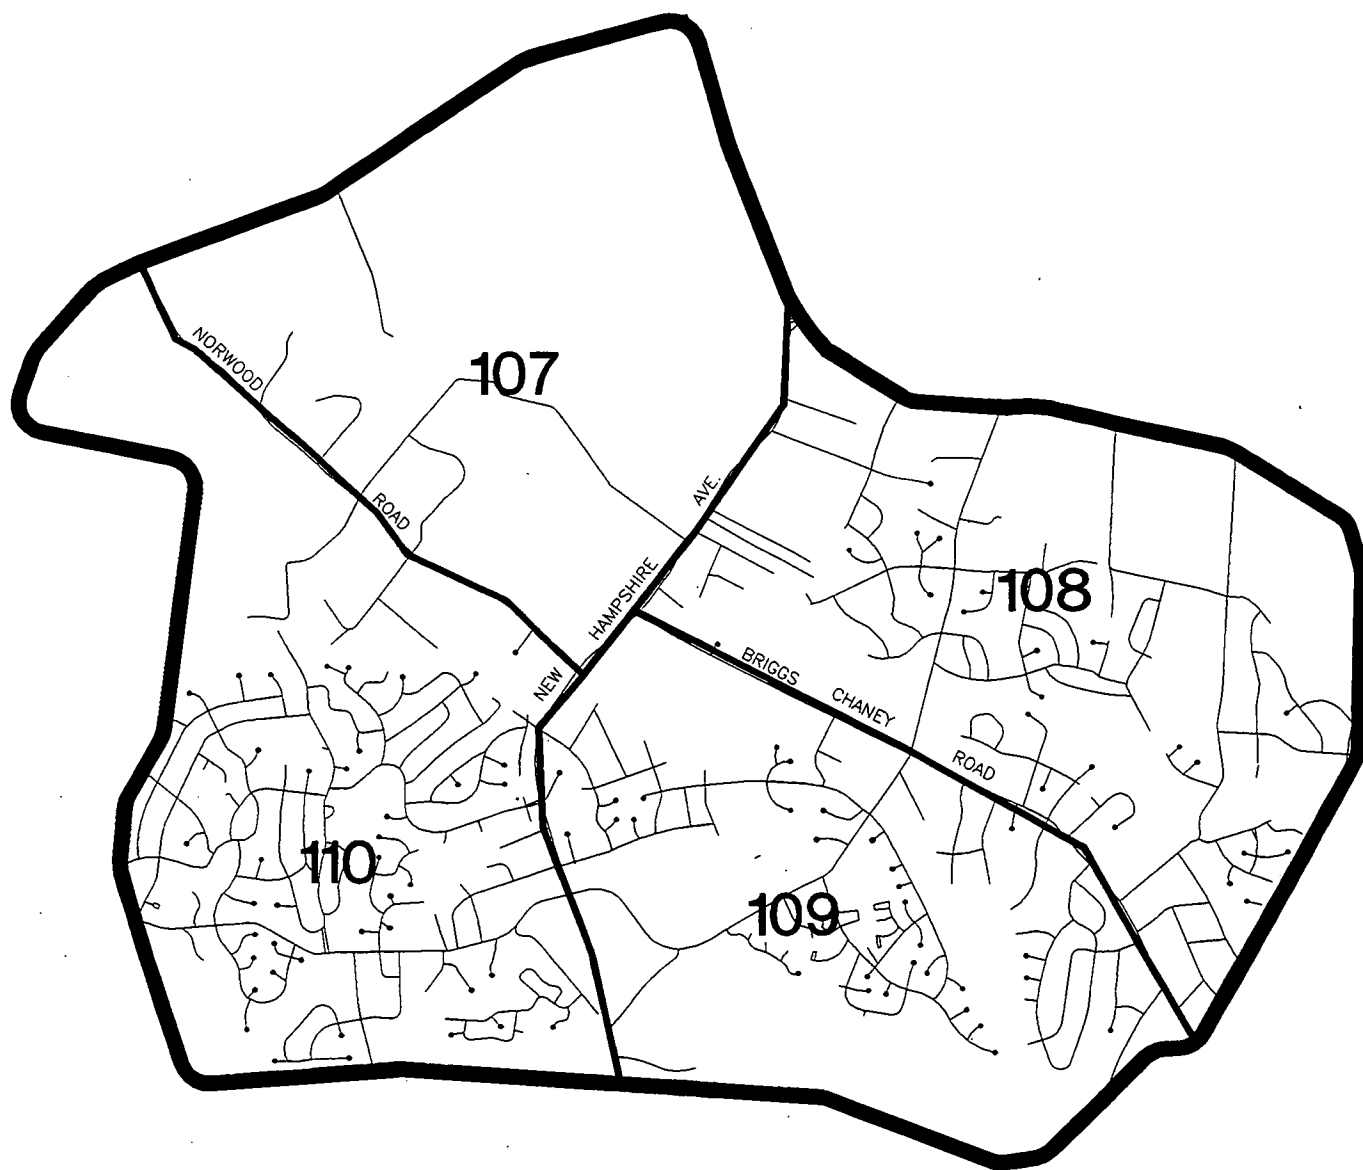 107
NORWOOD
ROAD
NEW HAMPSHIRE AVE.
108
BRIGGS CHANEY ROAD
110
109